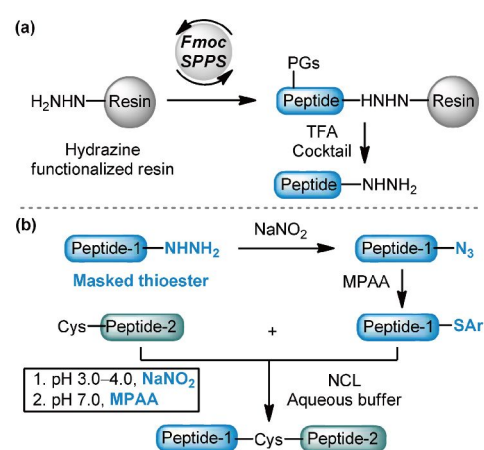 (a)
Fmoc
SPPS
PGs
H₂NHN—Resin
Peptide—HNHN—Resin
Hydrazine
functionalized resin
TFA
Cocktail
Peptide—NHNH₂
(b)
Peptide-1—NHNH₂
NaNO₂
Peptide-1—N₃
Masked thioester
MPAA
Cys—Peptide-2
+
Peptide-1—SAr
1. pH 3.0–4.0, NaNO₂
2. pH 7.0, MPAA
NCL
Aqueous buffer
Peptide-1—Cys—Peptide-2